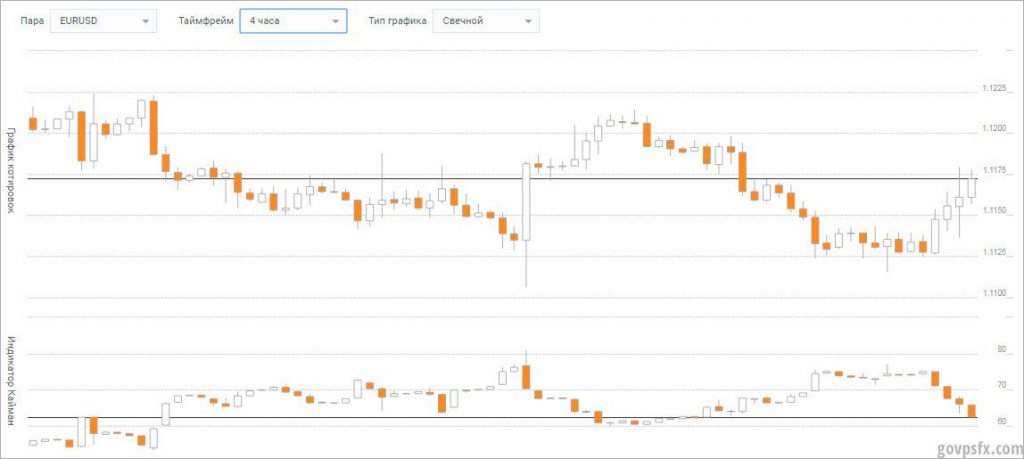 Пара EURUSD Таймфрейм 4 часа Тип графика Свечной
График котировок
1.1225
1.1200
1.1175
1.1150
1.1125
1.1100
Индикатор Кайман
80
70
60
govpsfx.com